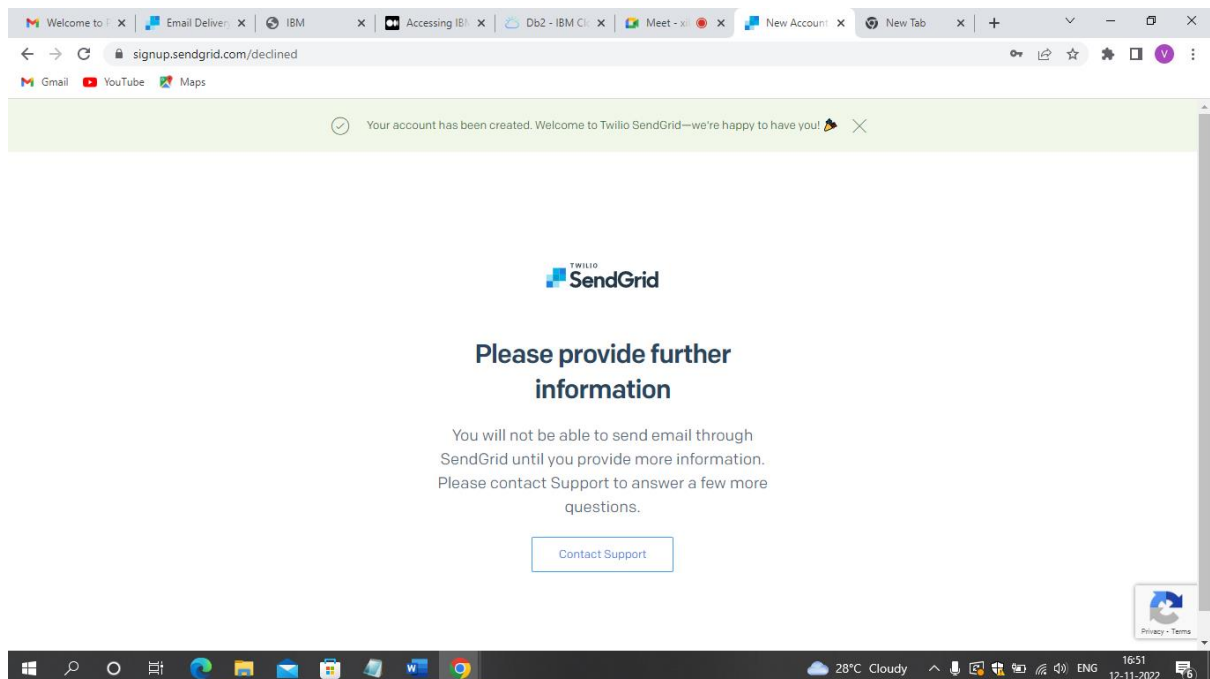 Welcome to P
Email Delivery
IBM
Accessing IBM
Db2 - IBM Clo
Meet - xi
New Account
New Tab
signup.sendgrid.com/declined
V
Gmail
YouTube
Maps
Your account has been created. Welcome to Twilio SendGrid—we're happy to have you! 🎉
TWILIO
SendGrid
Please provide further
information
You will not be able to send email through
SendGrid until you provide more information.
Please contact Support to answer a few more
questions.
Contact Support
Privacy - Terms
28°C Cloudy
ENG
16:51
12-11-2022
6